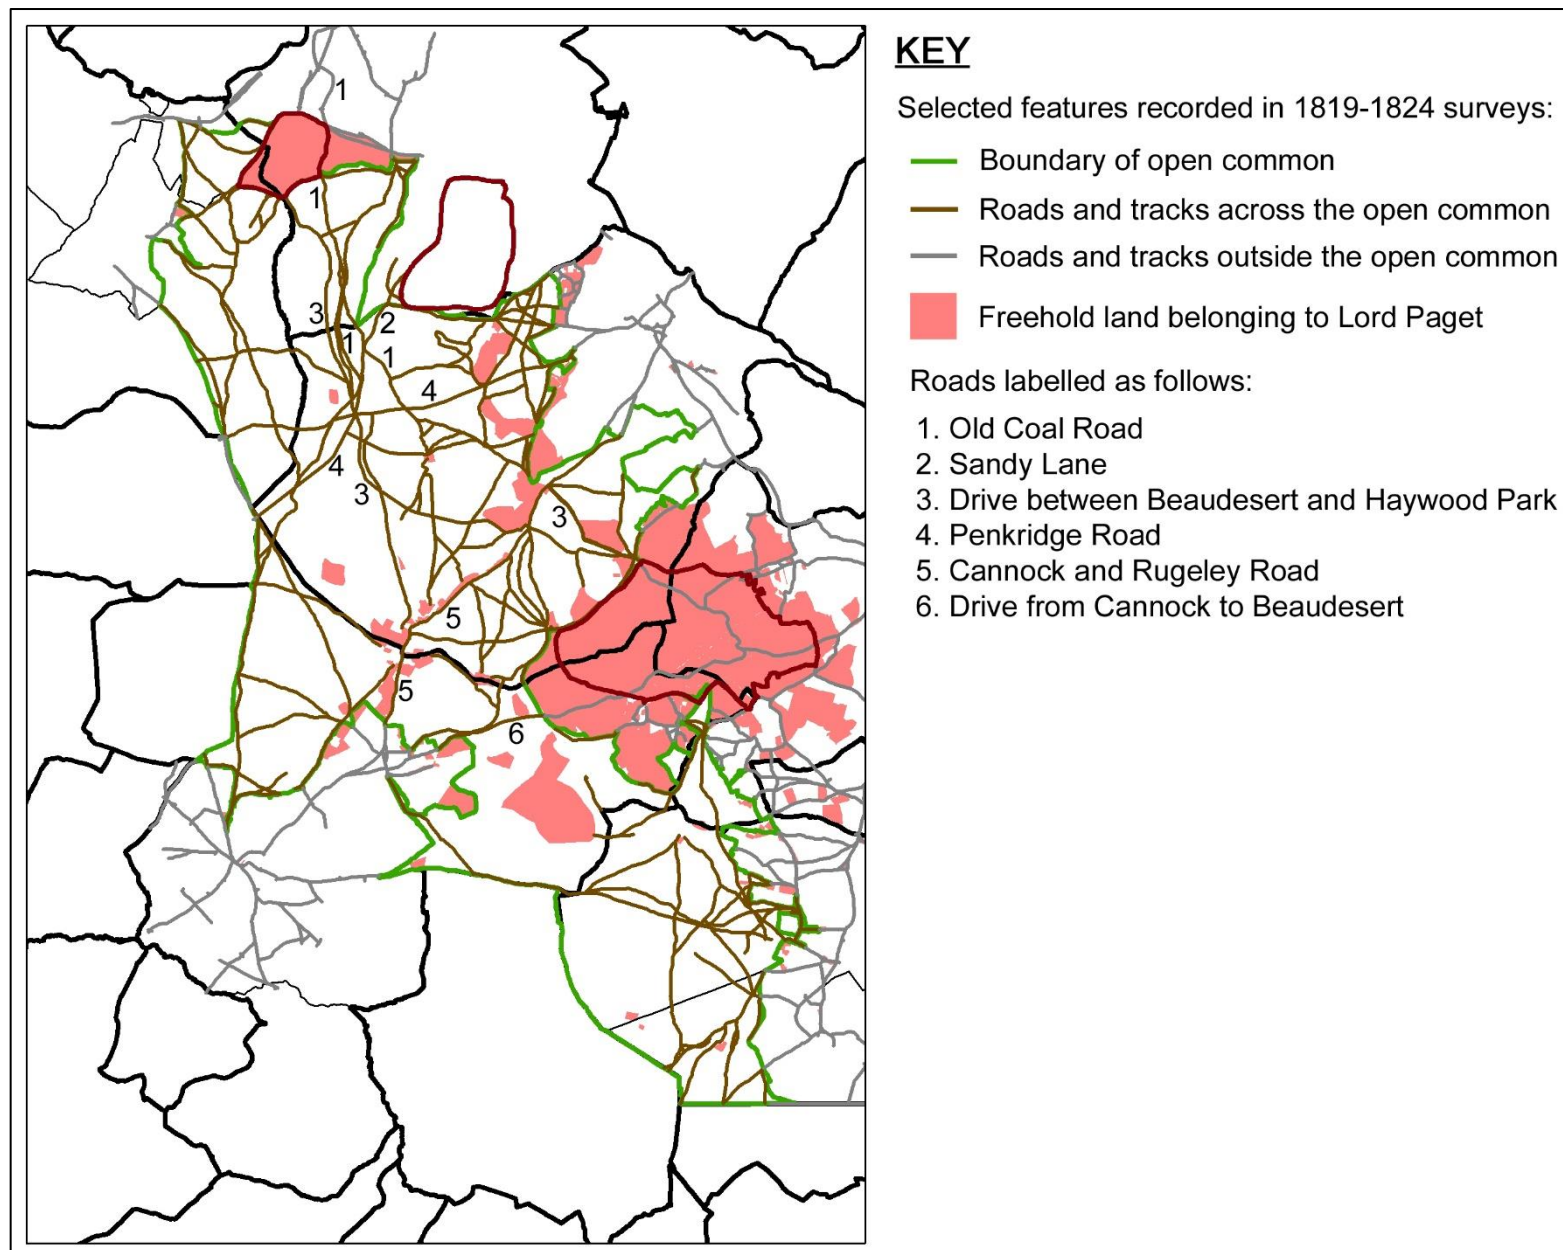 KEY
Selected features recorded in 1819-1824 surveys:
Boundary of open common
Roads and tracks across the open common
Roads and tracks outside the open common
Freehold land belonging to Lord Paget
Roads labelled as follows:
1. Old Coal Road
2. Sandy Lane
3. Drive between Beaudesert and Haywood Park
4. Penkridge Road
5. Cannock and Rugeley Road
6. Drive from Cannock to Beaudesert
1
1
3
2
1
1
4
4
3
3
5
5
6